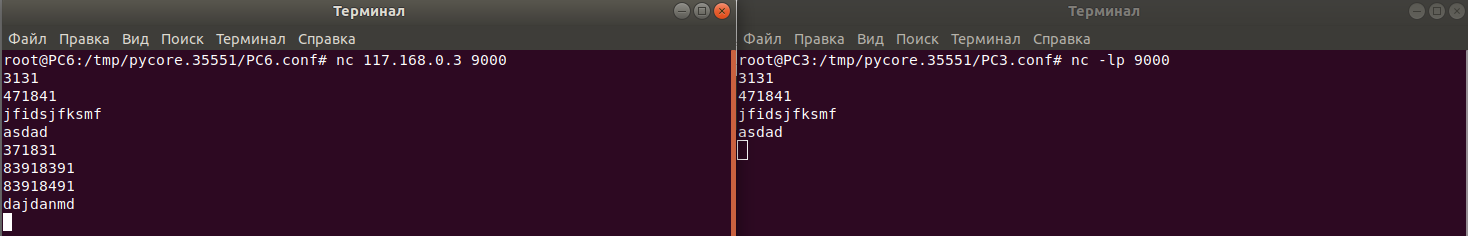 Терминал
Файл Правка Вид Поиск Терминал Справка
root@PC6:/tmp/pycore.35551/PC6.conf# nc 117.168.0.3 9000
3131
471841
jfidsjfksmf
asdad
371831
83918391
83918491
dajdanmd
Терминал
Файл Правка Вид Поиск Терминал Справка
root@PC3:/tmp/pycore.35551/PC3.conf# nc -lp 9000
3131
471841
jfidsjfksmf
asdad